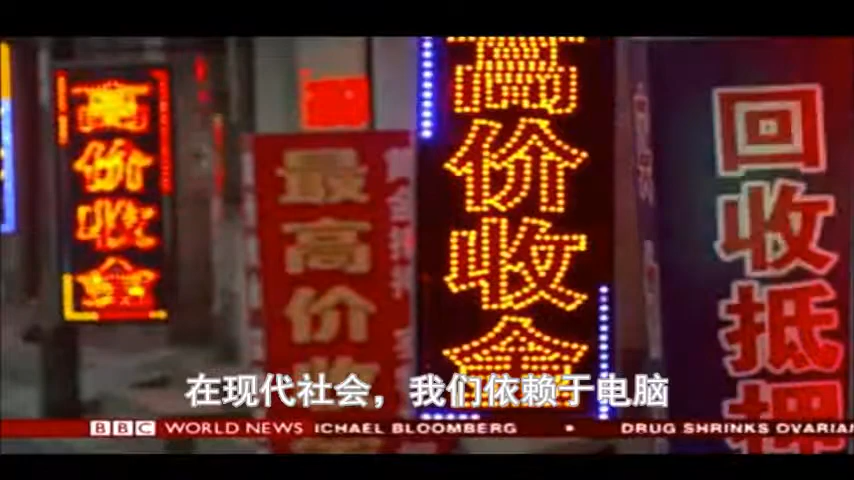 高价收金
最高价收
高价收金
回收抵押
在现代社会，我们依赖于电脑
BBC WORLD NEWS ICHAEL BLOOMBERG • DRUG SHRINKS OVARIAN